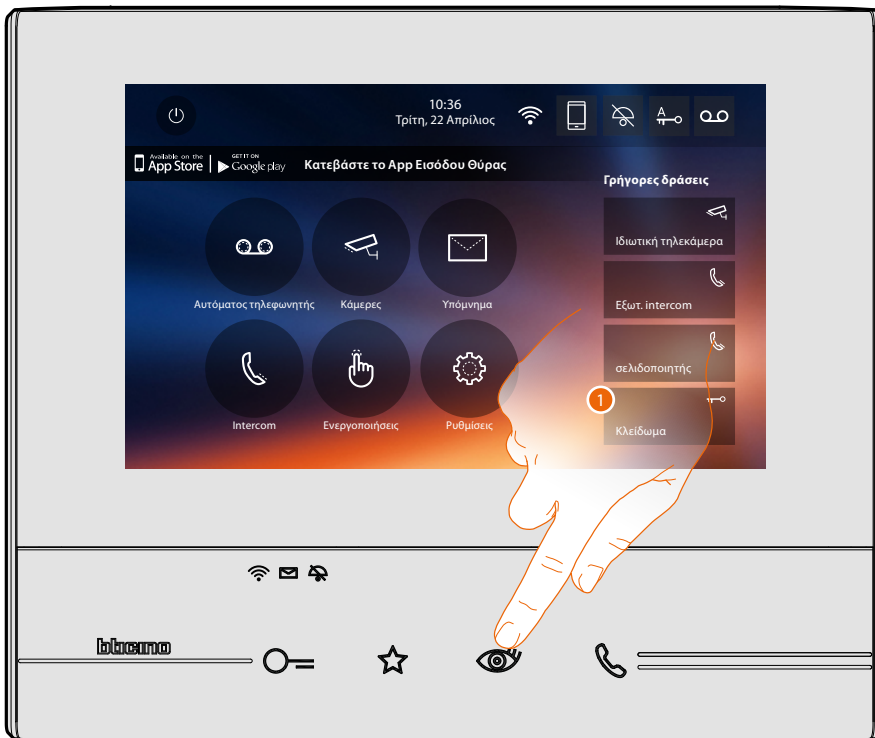 10:36
Τρίτη, 22 Απρίλιος
A
Available on the
App Store
GET IT ON
Google play
Κατεβάστε το App Εισόδου Θύρας
Γρήγορες δράσεις
Ιδιωτική τηλεκάμερα
Εξωτ. intercom
σελιδοποιητής
Κλείδωμα
Αυτόματος τηλεφωνητής
Κάμερες
Υπόμνημα
Intercom
Ενεργοποιήσεις
Ρυθμίσεις
1
bticino